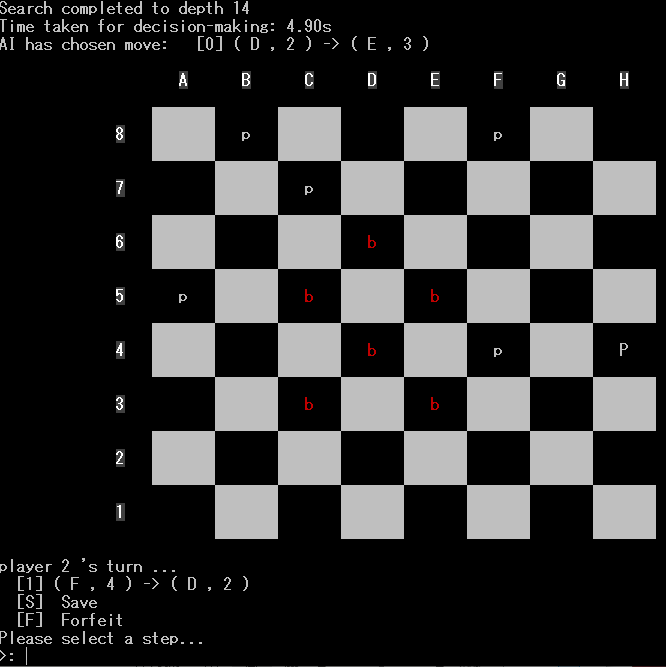 Search completed to depth 14
Time taken for decision-making: 4.90s
AI has chosen move:   [0] ( D , 2 ) -> ( E , 3 )
A B C D E F G H
8 p p
7 p
6 b
5 p b b
4 b p P
3 b b
2
1
player 2 's turn ...
[1] ( F , 4 ) -> ( D , 2 )
[S]  Save
[F]  Forfeit
Please select a step...
>: